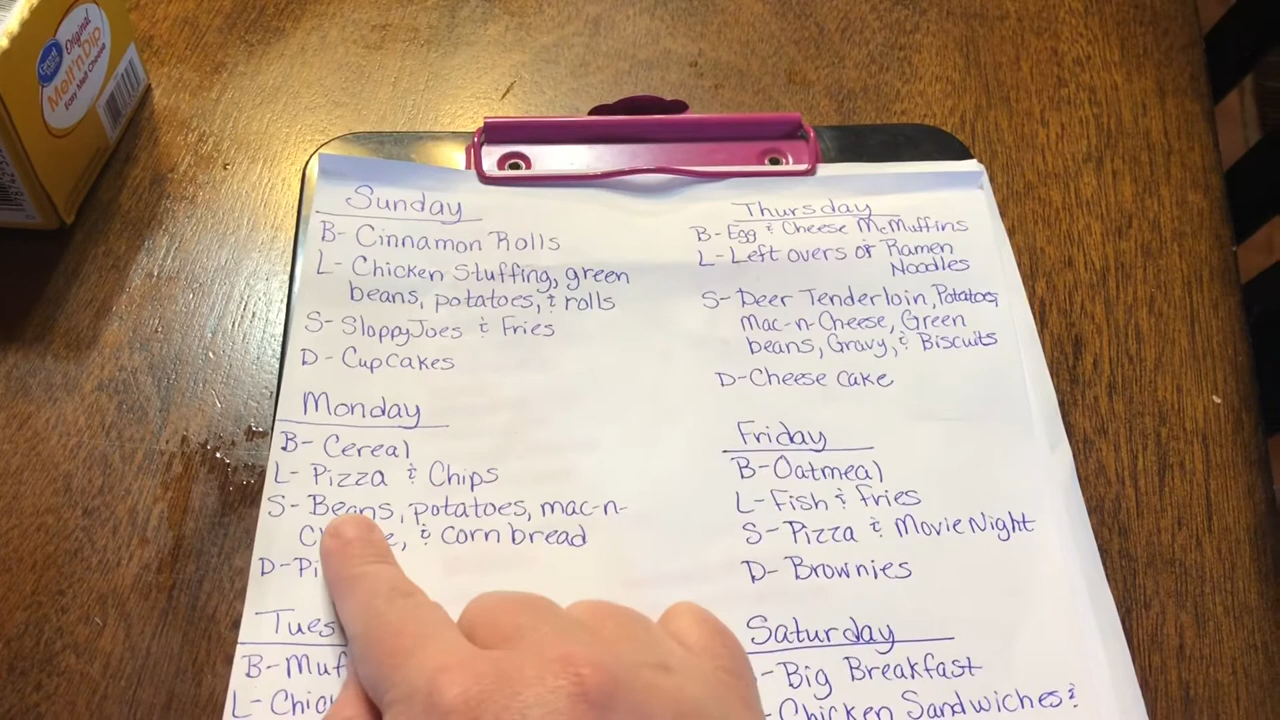 Great Value
Original
Melt'n Dip
Easy Melt Cheese
Sunday
B- Cinnamon Rolls
L- Chicken Stuffing, green
beans, potatoes, & rolls
S- Sloppy Joes & Fries
D- Cupcakes
Monday
B- Cereal
L- Pizza & Chips
S- Beans, potatoes, mac-n-
& corn bread
D-
B-
L-
Thursday
B- Egg & Cheese McMuffins
L- Left overs or Ramen
Noodles
S- Deer Tenderloin, Potatoes,
Mac-n-Cheese, Green
beans, Gravy, & Biscuits
D- Cheese cake
Friday
B- Oatmeal
L- Fish & Fries
S- Pizza & Movie Night
D- Brownies
Saturday
- Big Breakfast
- Chicken Sandwiches &